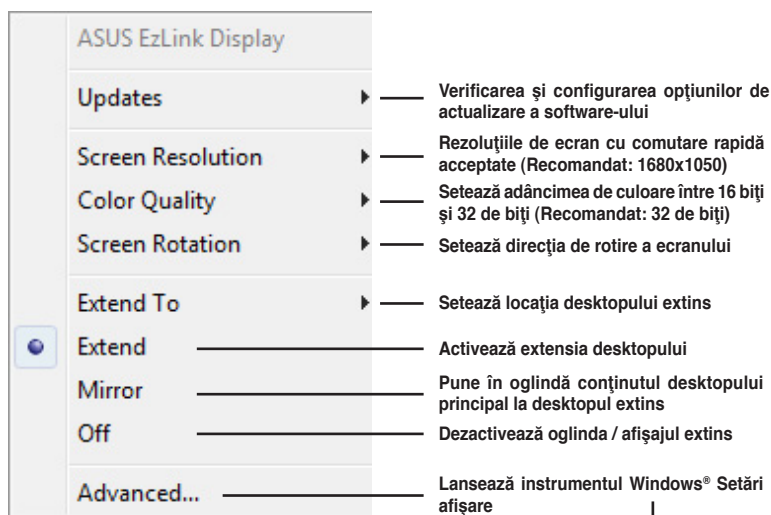 ASUS EzLink Display
Updates
Verificarea şi configurarea opţiunilor de
actualizare a software-ului
Screen Resolution
Rezoluţiile de ecran cu comutare rapidă
acceptate (Recomandat: 1680x1050)
Color Quality
Setează adâncimea de culoare între 16 biţi
şi 32 de biţi (Recomandat: 32 de biţi)
Screen Rotation
Setează direcţia de rotire a ecranului
Extend To
Setează locaţia desktopului extins
Extend
Activează extensia desktopului
Mirror
Pune în oglindă conţinutul desktopului
principal la desktopul extins
Off
Dezactivează oglinda / afişajul extins
Advanced...
Lansează instrumentul Windows® Setări
afişare